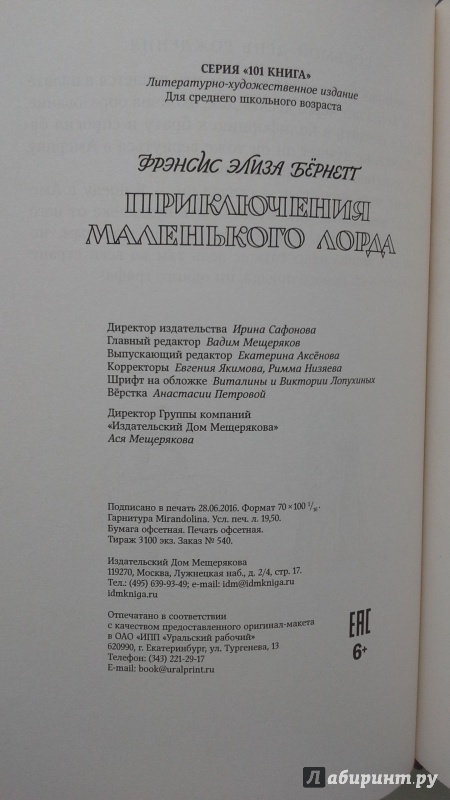 СЕРИЯ «101 КНИГА»
Литературно-художественное издание
Для среднего школьного возраста
ФРЭНСИС ЭЛИЗА БЁРНЕТТ
ПРИКЛЮЧЕНИЯ
МАЛЕНЬКОГО ЛОРДА
Директор издательства Ирина Сафонова
Главный редактор Вадим Мещеряков
Выпускающий редактор Екатерина Аксёнова
Корректоры Евгения Якимова, Римма Низяева
Шрифт на обложке Виталины и Виктории Лопухиных
Вёрстка Анастасии Петровой
Директор Группы компаний
«Издательский Дом Мещерякова»
Ася Мещерякова
Подписано в печать 28.06.2016. Формат 70 × 100 1/16.
Гарнитура Mirandolina. Усл. печ. л. 19,50.
Бумага офсетная. Печать офсетная.
Тираж 3100 экз. Заказ № 540.
Издательский Дом Мещерякова
119270, Москва, Лужнецкая наб., д. 2/4, стр. 17.
Тел.: (495) 639-93-49; e-mail: idm@idmkniga.ru
idmkniga.ru
Отпечатано в соответствии
с качеством предоставленного оригинал-макета
в ОАО «ИПП «Уральский рабочий»
620990, г. Екатеринбург, ул. Тургенева, 13
Телефон: (343) 221-29-17
E-mail: book@uralprint.ru
EAC
6+
Лабиринт.ру